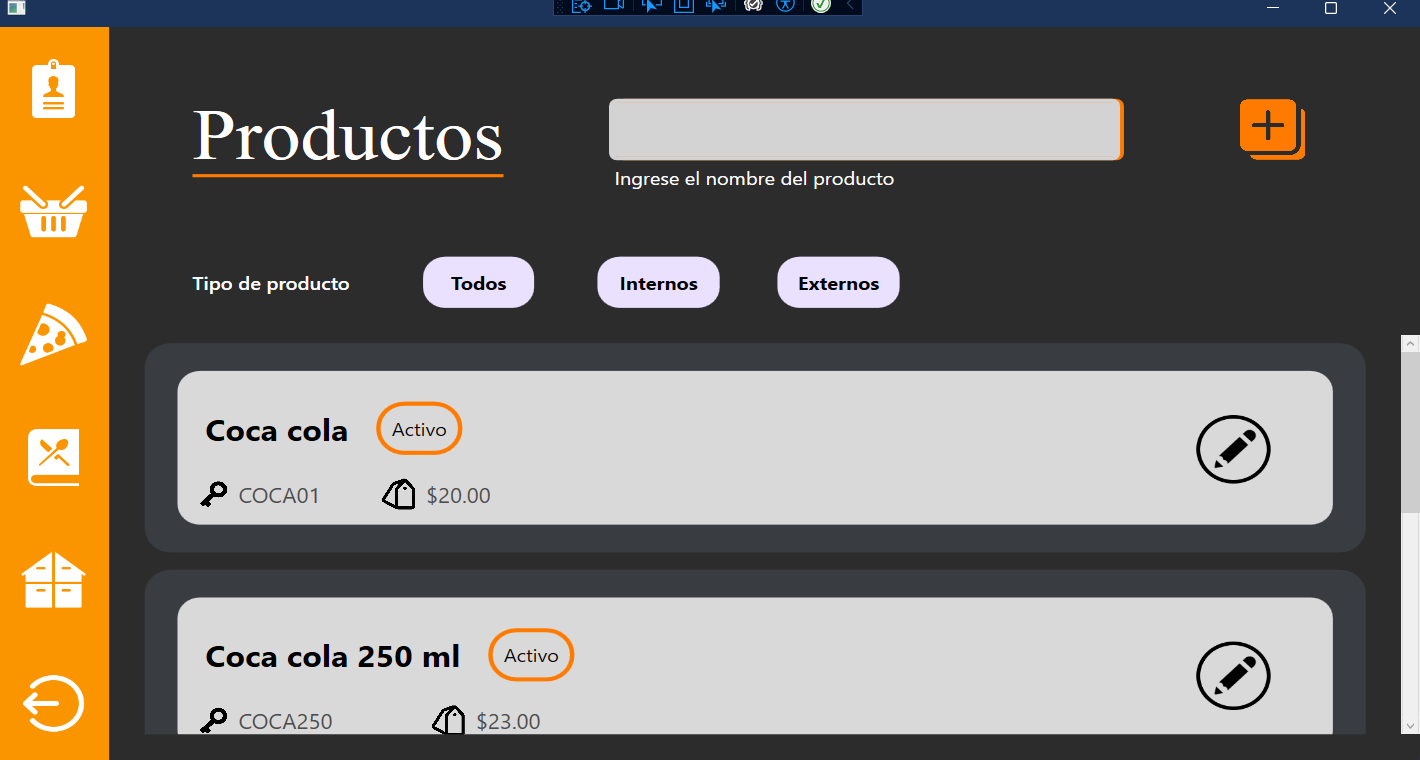 Productos
Ingrese el nombre del producto
Tipo de producto Todos Internos Externos
Coca cola Activo
COCA01 $20.00
Coca cola 250 ml Activo
COCA250 $23.00